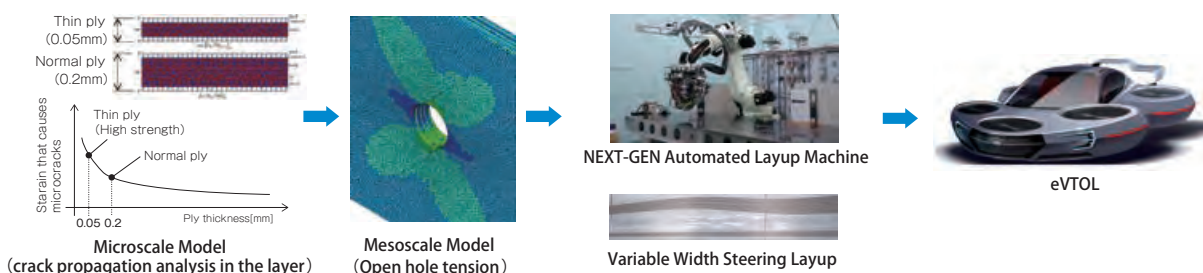 Thin ply
(0.05mm)
Normal ply
(0.2mm)
Starain that causes
microcracks
Thin ply
(High strength)
Normal ply
0.05 0.2
Ply thickness[mm]
Microscale Model
(crack propagation analysis in the layer)
Mesoscale Model
(Open hole tension)
NEXT-GEN Automated Layup Machine
Variable Width Steering Layup
eVTOL